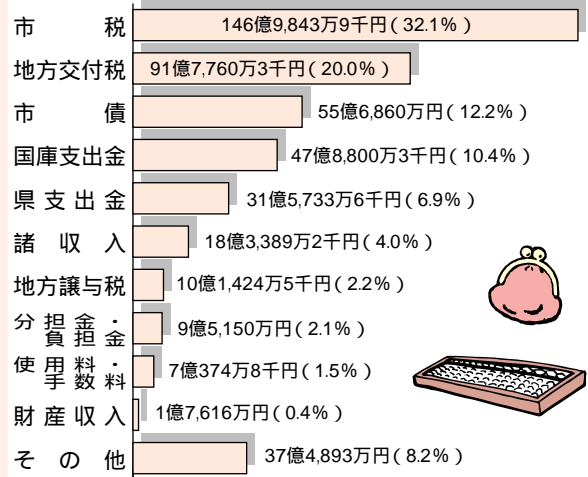 市税 146億9,843万9千円(32.1%)
地方交付税 91億7,760万3千円(20.0%)
市債 55億6,860万円(12.2%)
国庫支出金 47億8,800万3千円(10.4%)
県支出金 31億5,733万6千円(6.9%)
諸収入 18億3,389万2千円(4.0%)
地方譲与税 10億1,424万5千円(2.2%)
分担金・負担金 9億5,150万円(2.1%)
使用料・手数料 7億374万8千円(1.5%)
財産収入 1億7,616万円(0.4%)
その他 37億4,893万円(8.2%)